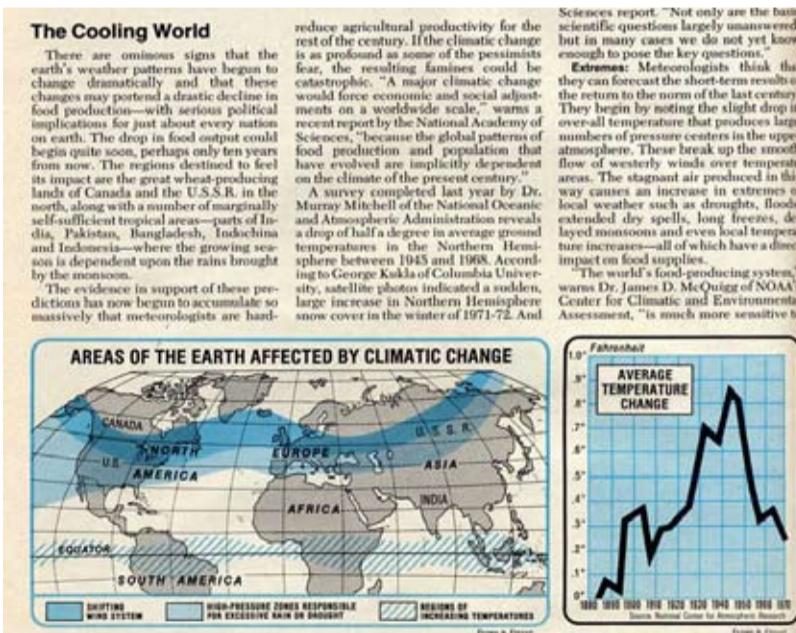 The Cooling World
There are ominous signs that the
earth's weather patterns have begun to
change dramatically and that these
changes may portend a drastic decline in
food production—with serious political
implications for just about every nation
on earth. The drop in food output could
begin quite soon, perhaps only ten years
from now. The regions destined to feel
its impact are the great wheat-producing
lands of Canada and the U.S.S.R. in the
north, along with a number of marginally
self-sufficient tropical areas—parts of In-
dia, Pakistan, Bangladesh, Indochina
and Indonesia—where the growing sea-
son is dependent upon the rains brought
by the monsoon.
The evidence in support of these pre-
dictions has now begun to accumulate so
massively that meteorologists are hard-
reduce agricultural productivity for the
rest of the century. If the climatic change
is as profound as some of the pessimists
fear, the resulting famines could be
catastrophic. "A major climatic change
would force economic and social adjust-
ments on a worldwide scale," warns a
recent report by the National Academy of
Sciences, "because the global patterns of
food production and population that
have evolved are implicitly dependent
on the climate of the present century."
A survey completed last year by Dr.
Murray Mitchell of the National Oceanic
and Atmospheric Administration reveals
a drop of half a degree in average ground
temperatures in the Northern Hemi-
sphere between 1945 and 1968. Accord-
ing to George Kukla of Columbia Univer-
sity, satellite photos indicated a sudden,
large increase in Northern Hemisphere
snow cover in the winter of 1971-72. And
Sciences report. "Not only are the basi
scientific questions largely unanswered
but in many cases we do not yet know
enough to pose the key questions."
Extremes: Meteorologists think tha
they can forecast the short-term results o
the return to the norm of the last century
They begin by noting the slight drop i
over-all temperature that produces larg
numbers of pressure centers in the uppe
atmosphere. These break up the smooth
flow of westerly winds over temperate
areas. The stagnant air produced in this
way causes an increase in extremes o
local weather such as droughts, floods
extended dry spells, long freezes, de
layed monsoons and even local tempera
ture increases—all of which have a direc
impact on food supplies.
"The world's food-producing system,"
warns Dr. James D. McQuigg of NOAA'
Center for Climatic and Environmenta
Assessment, "is much more sensitive t
AREAS OF THE EARTH AFFECTED BY CLIMATIC CHANGE
CANADA
U.S.
NORTH
AMERICA
EUROPE
U.S.S.R.
ASIA
INDIA
AFRICA
EQUATOR
SOUTH AMERICA
SHIFTING
WIND SYSTEM
HIGH-PRESSURE ZONES RESPONSIBLE
FOR EXCESSIVE RAIN OR DROUGHT
REGIONS OF
INCREASING TEMPERATURES
Fahrenheit
AVERAGE
TEMPERATURE
CHANGE
1.0°
.9°
.8°
.5°
.4°
.3°
.2°
.1°
.0°
1880 1890 1900 1910 1920 1930 1940 1950 1960 1970
Source: National Center for Atmospheric Research